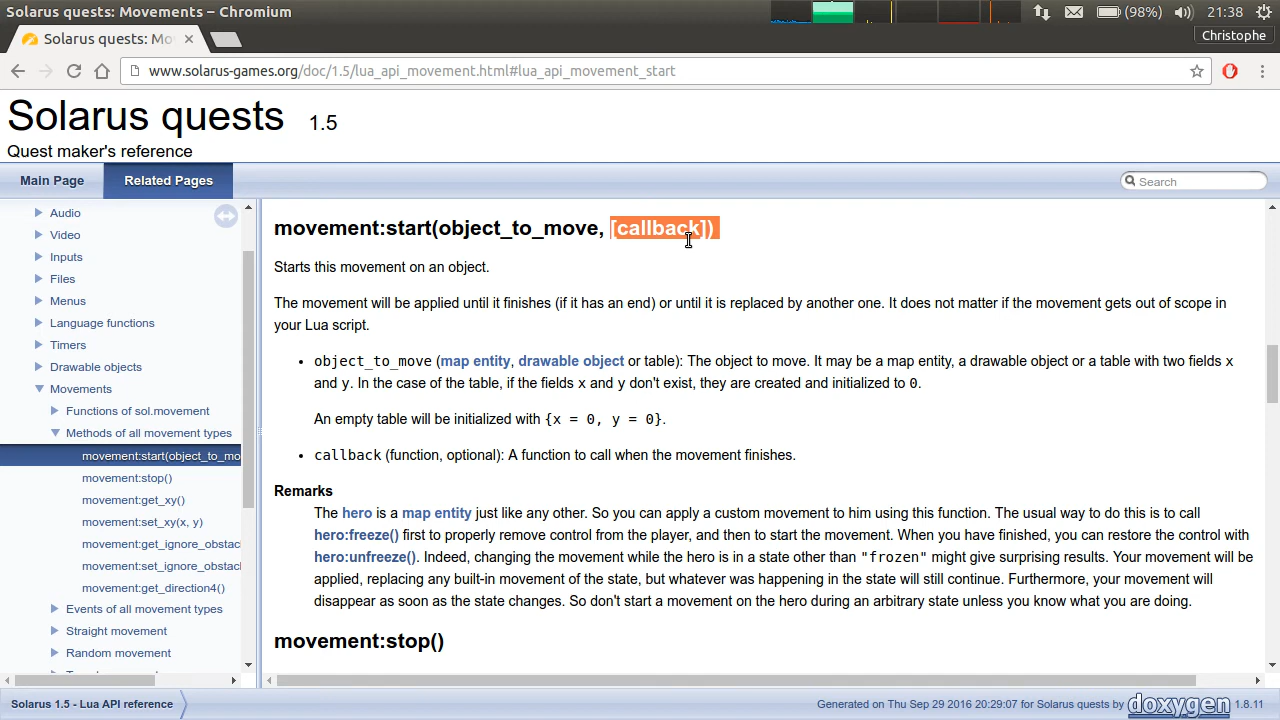 Solarus quests: Movements – Chromium
(98%)
21:38
Solarus quests: Mo
Christophe
www.solarus-games.org/doc/1.5/lua_api_movement.html#lua_api_movement_start
Solarus quests 1.5
Quest maker's reference
Main Page
Related Pages
Search
Audio
Video
Inputs
Files
Menus
Language functions
Timers
Drawable objects
Movements
Functions of sol.movement
Methods of all movement types
movement:start(object_to_mo
movement:stop()
movement:get_xy()
movement:set_xy(x, y)
movement:get_ignore_obstac
movement:set_ignore_obstac
movement:get_direction4()
Events of all movement types
Straight movement
Random movement
movement:start(object_to_move, [callback])
Starts this movement on an object.
The movement will be applied until it finishes (if it has an end) or until it is replaced by another one. It does not matter if the movement gets out of scope in
your Lua script.
• object_to_move (map entity, drawable object or table): The object to move. It may be a map entity, a drawable object or a table with two fields x
and y. In the case of the table, if the fields x and y don't exist, they are created and initialized to 0.
An empty table will be initialized with {x = 0, y = 0}.
• callback (function, optional): A function to call when the movement finishes.
Remarks
The hero is a map entity just like any other. So you can apply a custom movement to him using this function. The usual way to do this is to call
hero:freeze() first to properly remove control from the player, and then to start the movement. When you have finished, you can restore the control with
hero:unfreeze(). Indeed, changing the movement while the hero is in a state other than "frozen" might give surprising results. Your movement will be
applied, replacing any built-in movement of the state, but whatever was happening in the state will still continue. Furthermore, your movement will
disappear as soon as the state changes. So don't start a movement on the hero during an arbitrary state unless you know what you are doing.
movement:stop()
Solarus 1.5 - Lua API reference
Generated on Thu Sep 29 2016 20:29:07 for Solarus quests by doxygen 1.8.11